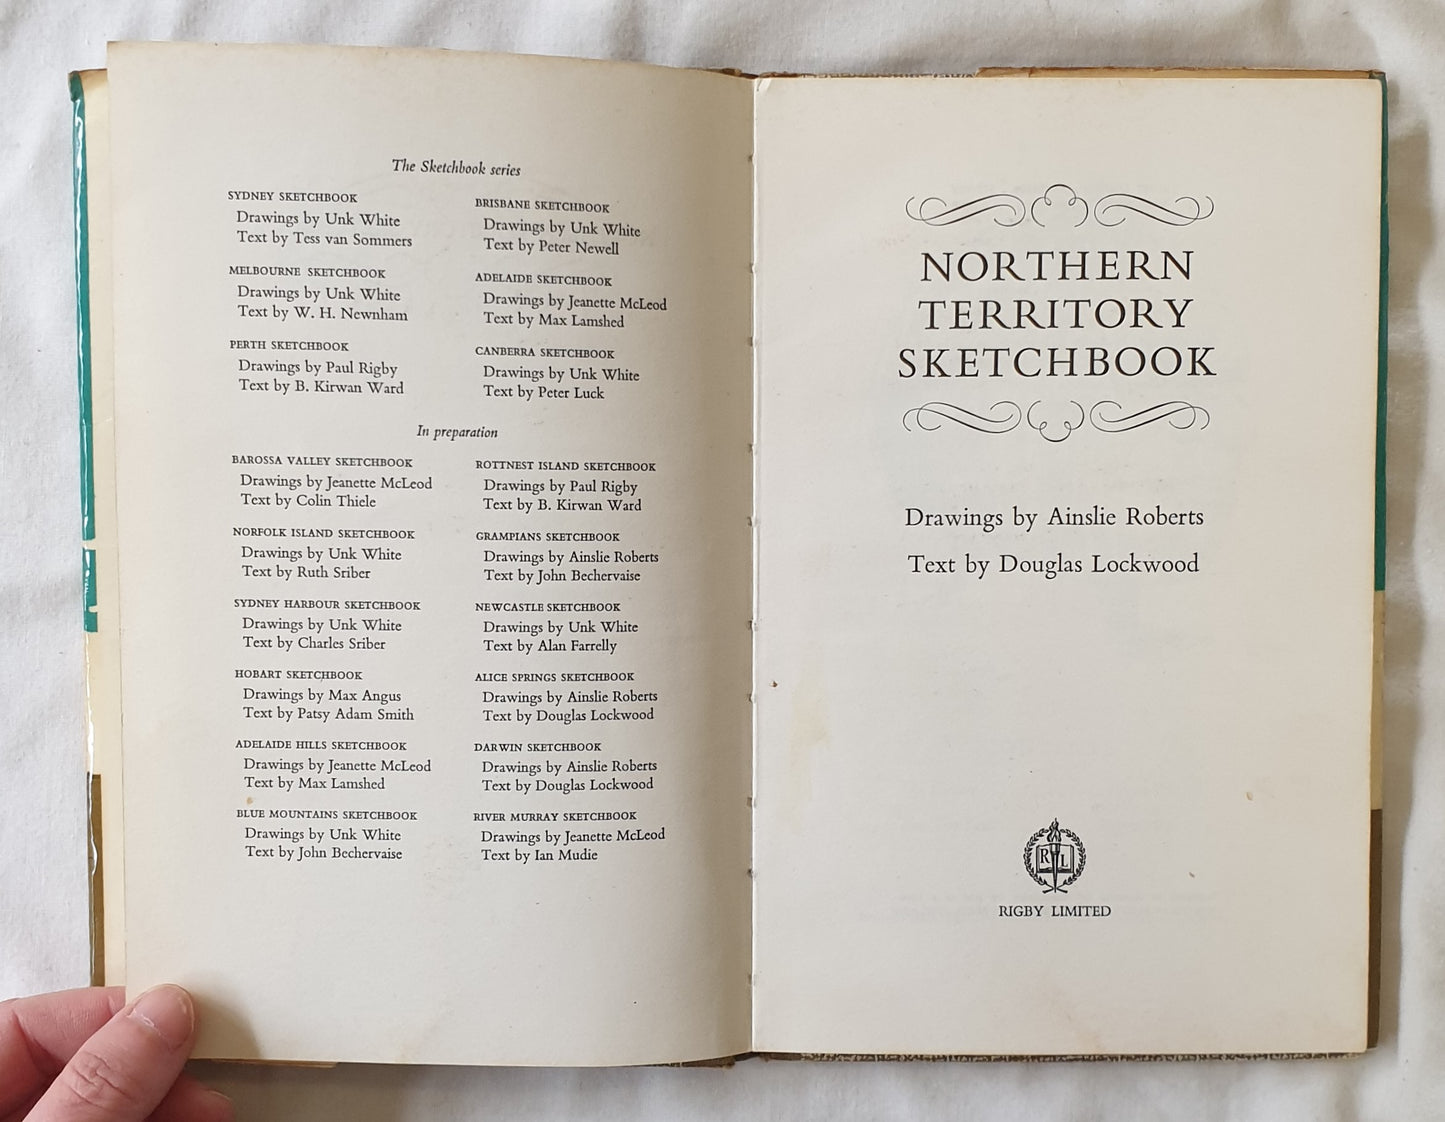 The Sketchbook series
SYDNEY SKETCHBOOK
Drawings by Unk White
Text by Tess van Sommers
MELBOURNE SKETCHBOOK
Drawings by Unk White
Text by W. H. Newnham
PERTH SKETCHBOOK
Drawings by Paul Rigby
Text by B. Kirwan Ward
BRISBANE SKETCHBOOK
Drawings by Unk White
Text by Peter Newell
ADELAIDE SKETCHBOOK
Drawings by Jeanette McLeod
Text by Max Lamshed
CANBERRA SKETCHBOOK
Drawings by Unk White
Text by Peter Luck
In preparation
BAROSSA VALLEY SKETCHBOOK
Drawings by Jeanette McLeod
Text by Colin Thiele
NORFOLK ISLAND SKETCHBOOK
Drawings by Unk White
Text by Ruth Sriber
SYDNEY HARBOUR SKETCHBOOK
Drawings by Unk White
Text by Charles Sriber
HOBART SKETCHBOOK
Drawings by Max Angus
Text by Patsy Adam Smith
ADELAIDE HILLS SKETCHBOOK
Drawings by Jeanette McLeod
Text by Max Lamshed
BLUE MOUNTAINS SKETCHBOOK
Drawings by Unk White
Text by John Bechervaise
ROTTNEST ISLAND SKETCHBOOK
Drawings by Paul Rigby
Text by B. Kirwan Ward
GRAMPIANS SKETCHBOOK
Drawings by Ainslie Roberts
Text by John Bechervaise
NEWCASTLE SKETCHBOOK
Drawings by Unk White
Text by Alan Farrelly
ALICE SPRINGS SKETCHBOOK
Drawings by Ainslie Roberts
Text by Douglas Lockwood
DARWIN SKETCHBOOK
Drawings by Ainslie Roberts
Text by Douglas Lockwood
RIVER MURRAY SKETCHBOOK
Drawings by Jeanette McLeod
Text by Ian Mudie
NORTHERN
TERRITORY
SKETCHBOOK
Drawings by Ainslie Roberts
Text by Douglas Lockwood
R L
RIGBY LIMITED